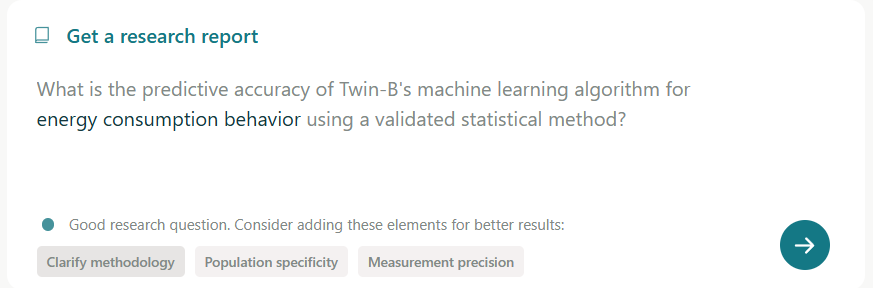 Get a research report
What is the predictive accuracy of Twin-B's machine learning algorithm for
energy consumption behavior using a validated statistical method?
Good research question. Consider adding these elements for better results:
Clarify methodology
Population specificity
Measurement precision